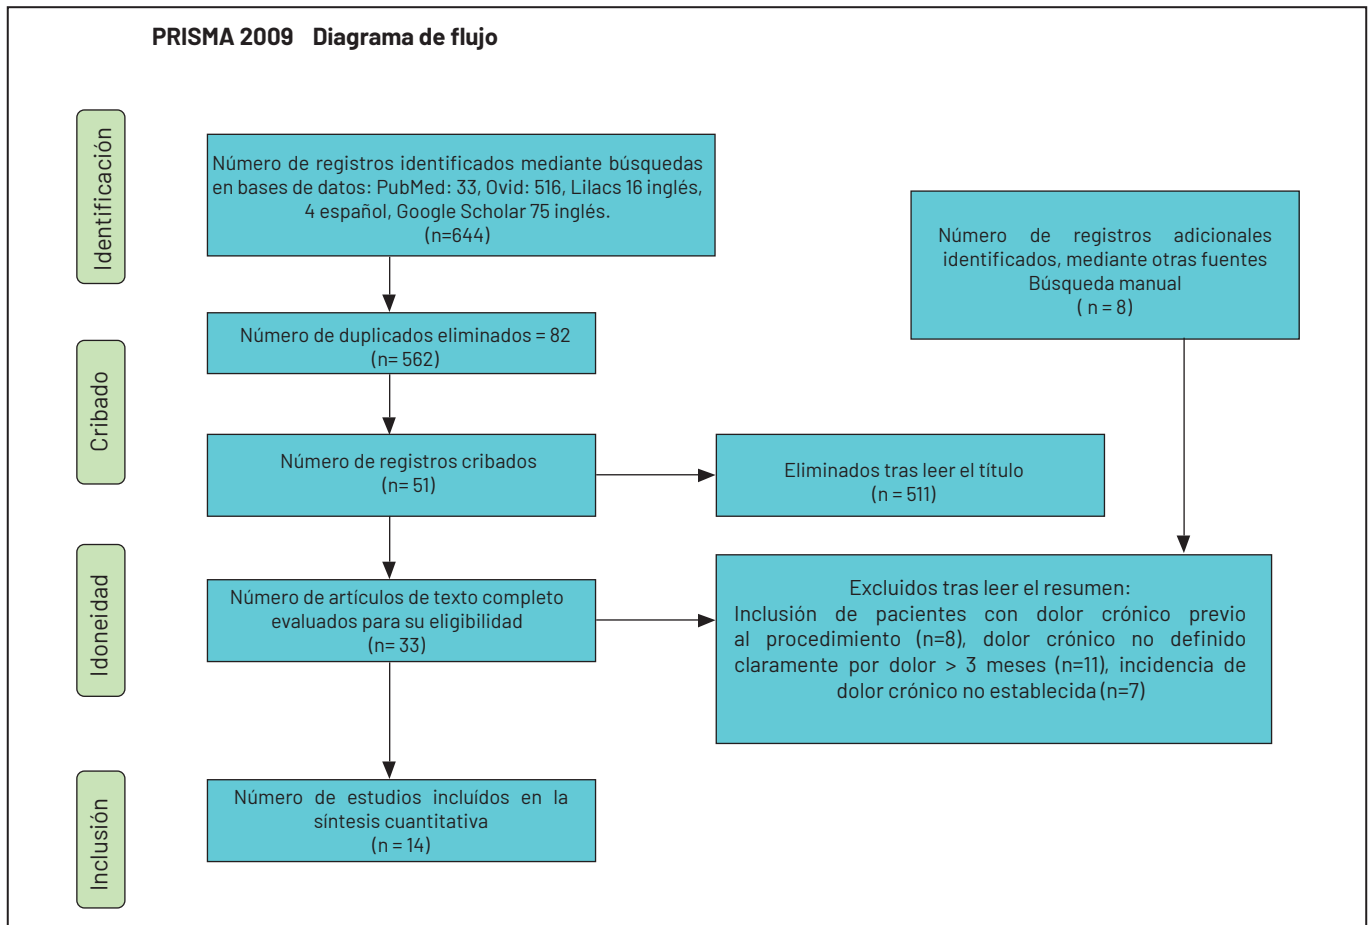 PRISMA 2009 Diagrama de flujo
Identificación
Número de registros identificados mediante búsquedas
en bases de datos: PubMed: 33, Ovid: 516, Lilacs 16 inglés,
4 español, Google Scholar 75 inglés.
(n=644)
Número de registros adicionales
identificados, mediante otras fuentes
Búsqueda manual
( n = 8)
Cribado
Número de duplicados eliminados = 82
(n= 562)
Número de registros cribados
(n= 51)
Eliminados tras leer el título
(n = 511)
Idoneidad
Número de artículos de texto completo
evaluados para su eligibilidad
(n= 33)
Excluidos tras leer el resumen:
Inclusión de pacientes con dolor crónico previo
al procedimiento (n=8), dolor crónico no definido
claramente por dolor > 3 meses (n=11), incidencia de
dolor crónico no establecida (n=7)
Inclusión
Número de estudios incluídos en la
síntesis cuantitativa
(n = 14)